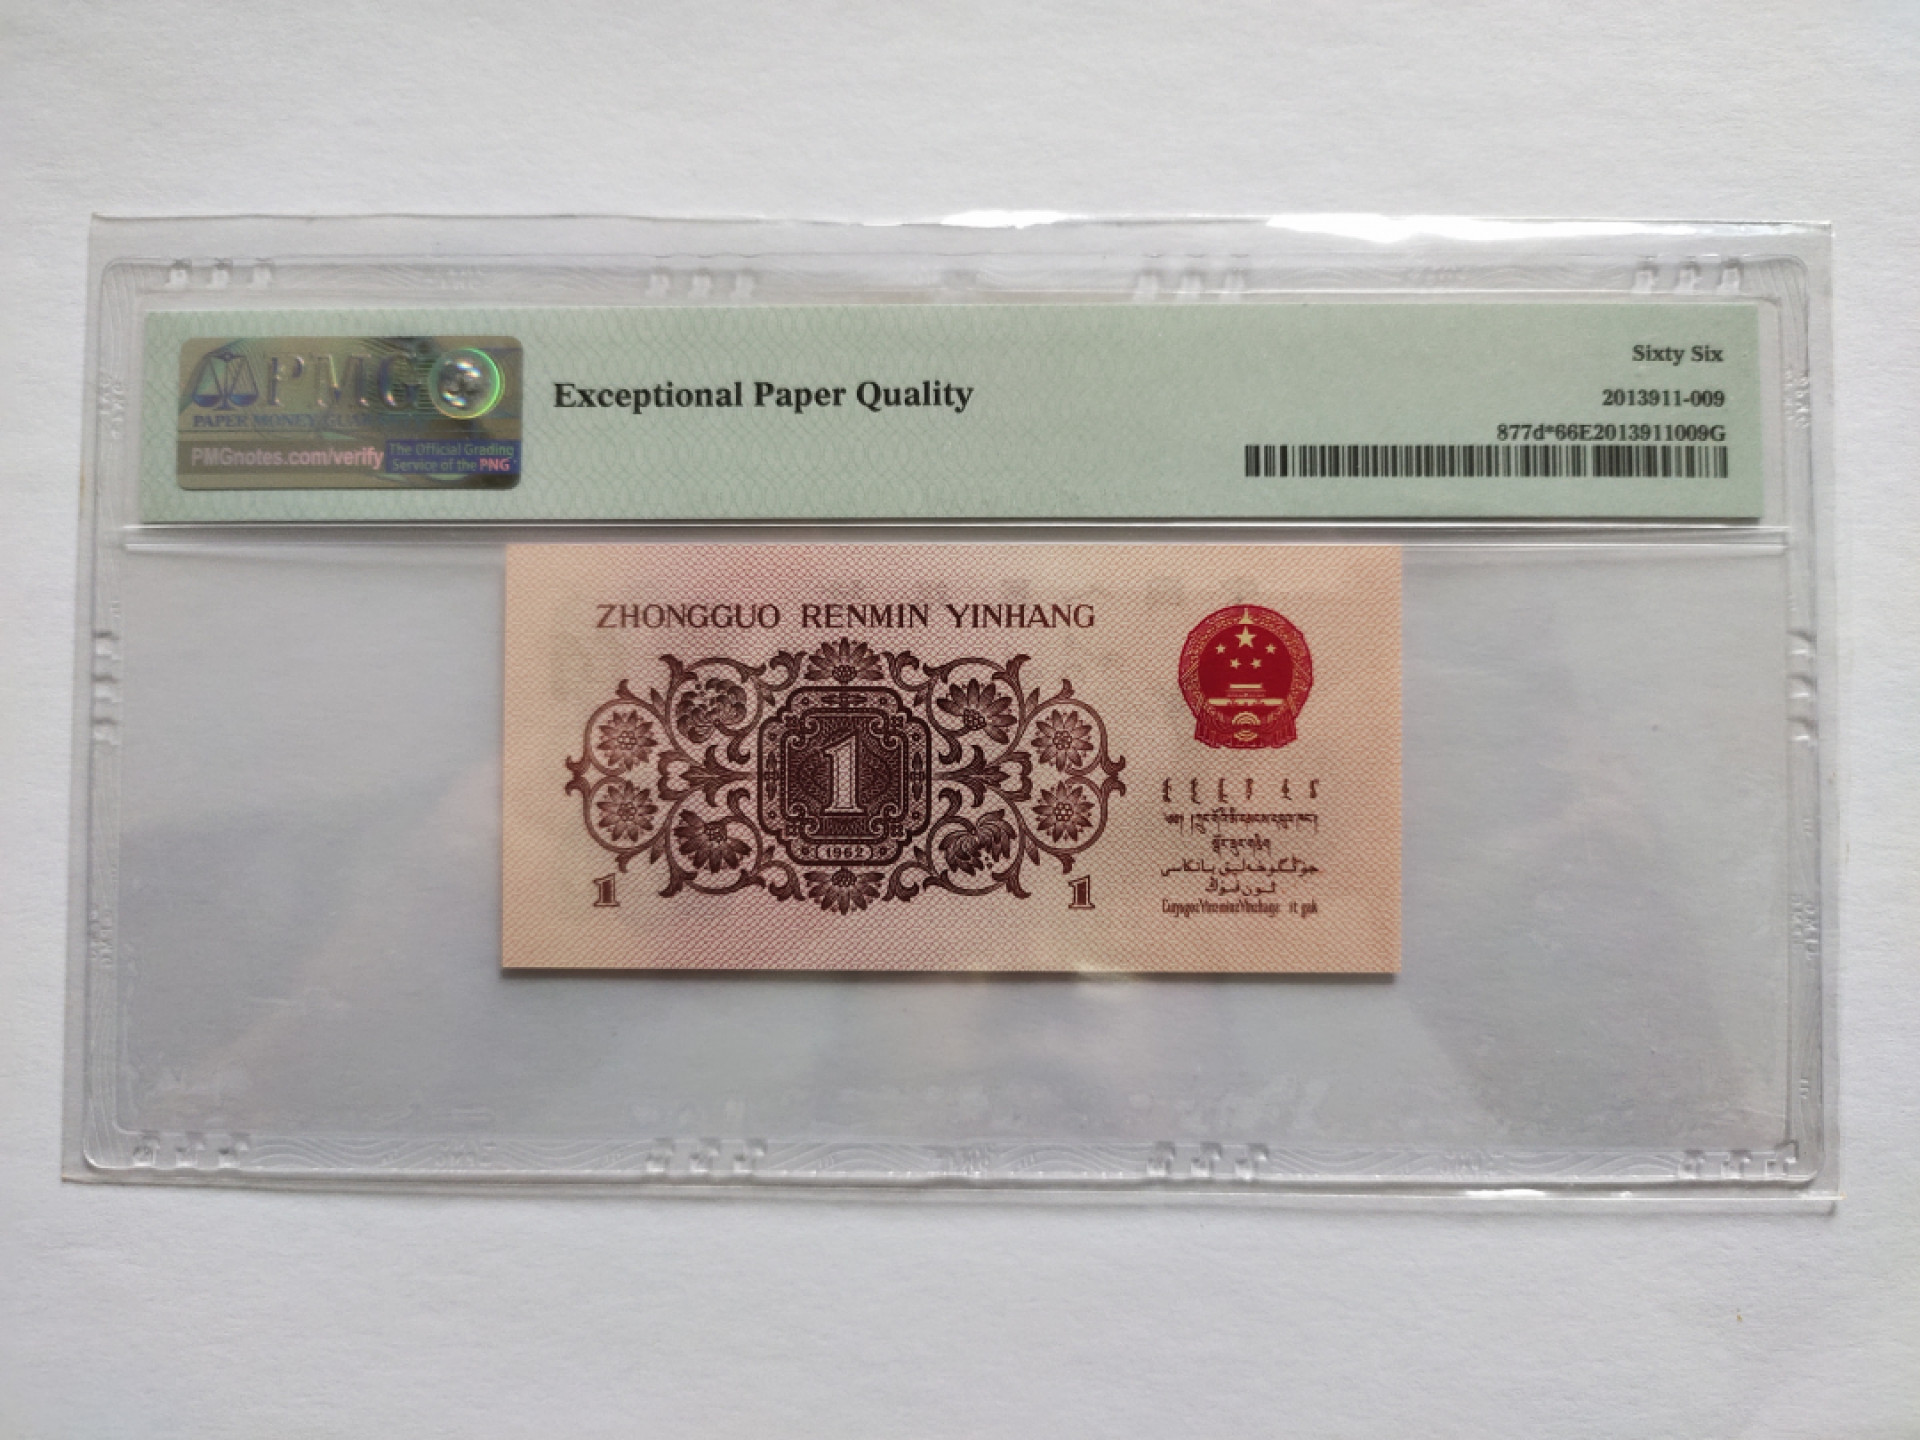 PMG
PAPER MONEY GUARANTY
PMGnotes.com/verify
The Official Grading
Service of the PNG
Exceptional Paper Quality
Sixty Six
2013911-009
877d*66E2013911009G
ZHONGGUO RENMIN YINHANG
1
(1962)
1
1